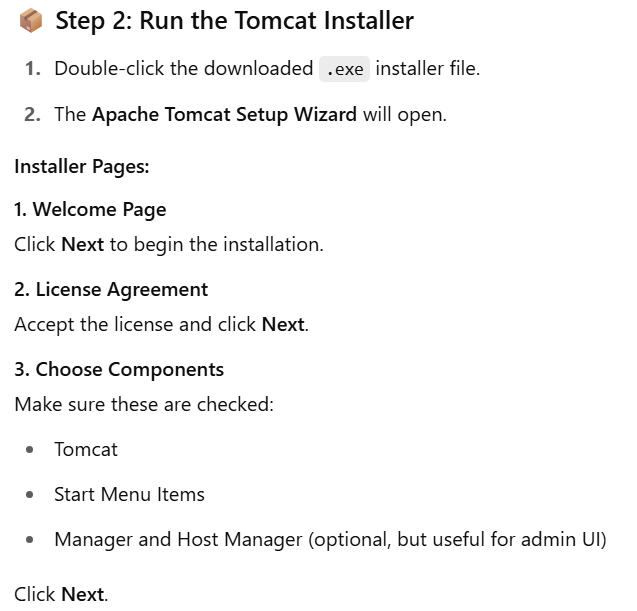 📦 Step 2: Run the Tomcat Installer
1. Double-click the downloaded .exe installer file.
2. The Apache Tomcat Setup Wizard will open.
Installer Pages:
1. Welcome Page
Click Next to begin the installation.
2. License Agreement
Accept the license and click Next.
3. Choose Components
Make sure these are checked:
• Tomcat
• Start Menu Items
• Manager and Host Manager (optional, but useful for admin UI)
Click Next.